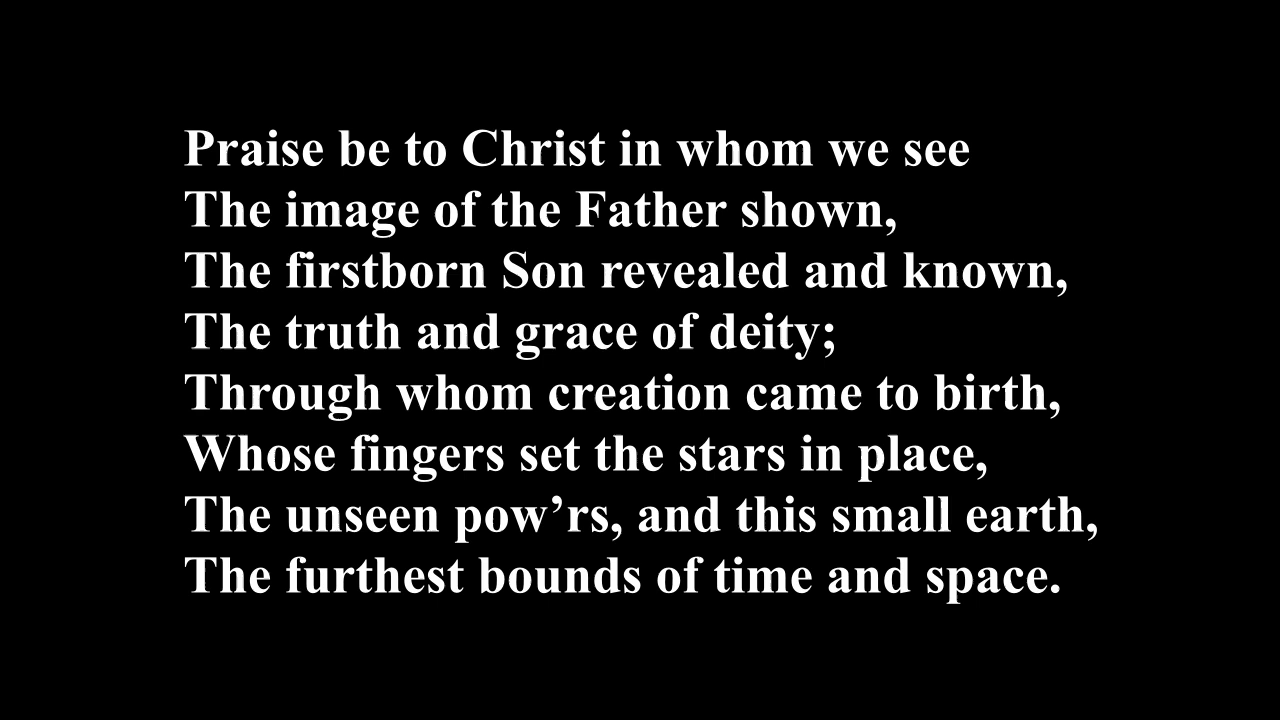 Praise be to Christ in whom we see
The image of the Father shown,
The firstborn Son revealed and known,
The truth and grace of deity;
Through whom creation came to birth,
Whose fingers set the stars in place,
The unseen pow’rs, and this small earth,
The furthest bounds of time and space.